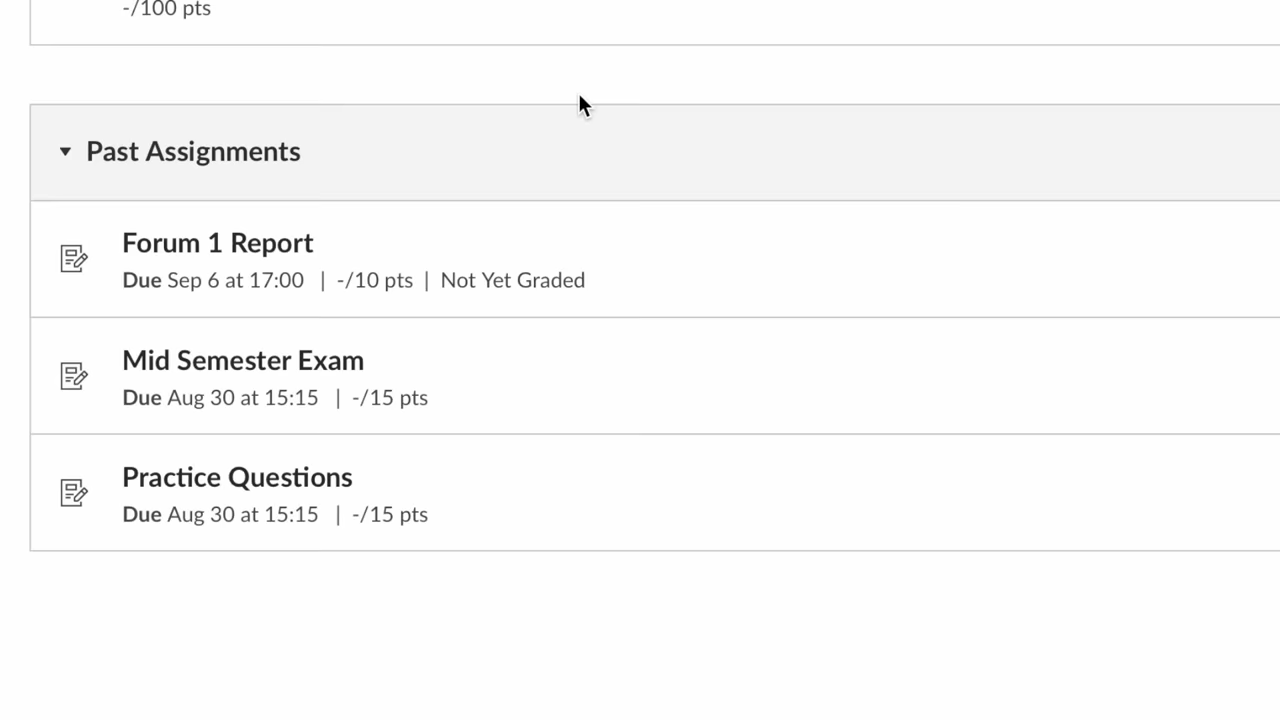 -/100 pts
Past Assignments
Forum 1 Report
Due Sep 6 at 17:00 | -/10 pts | Not Yet Graded
Mid Semester Exam
Due Aug 30 at 15:15 | -/15 pts
Practice Questions
Due Aug 30 at 15:15 | -/15 pts